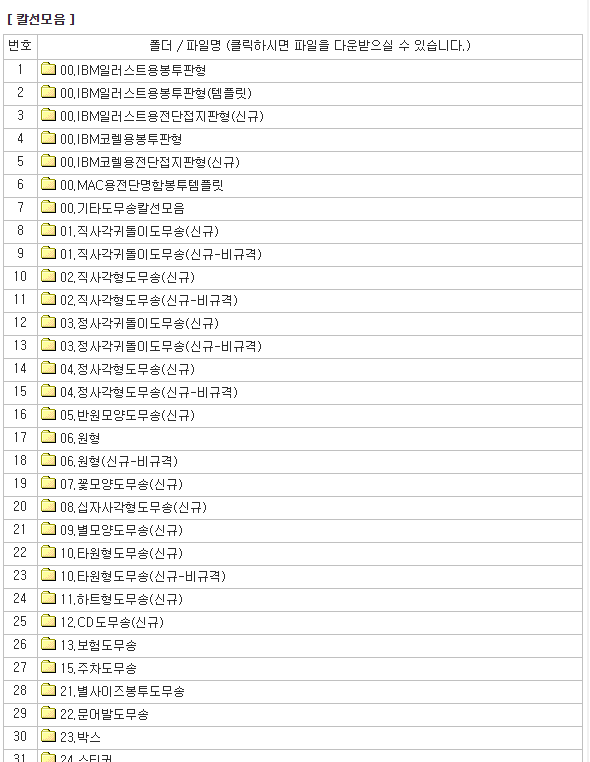 [ 칼선모음 ]
번호 폴더 / 파일명 (클릭하시면 파일을 다운받으실 수 있습니다.)
1 00.IBM일러스트용봉투판형
2 00.IBM일러스트용봉투판형(템플릿)
3 00.IBM일러스트용전단접지판형(신규)
4 00.IBM코렐용봉투판형
5 00.IBM코렐용전단접지판형(신규)
6 00.MAC용전단명함봉투템플릿
7 00.기타도무송칼선모음
8 01.직사각귀돌이도무송(신규)
9 01.직사각귀돌이도무송(신규-비규격)
10 02.직사각형도무송(신규)
11 02.직사각형도무송(신규-비규격)
12 03.정사각귀돌이도무송(신규)
13 03.정사각귀돌이도무송(신규-비규격)
14 04.정사각형도무송(신규)
15 04.정사각형도무송(신규-비규격)
16 05.반원모양도무송(신규)
17 06.원형
18 06.원형(신규-비규격)
19 07.꽃모양도무송(신규)
20 08.십자사각형도무송(신규)
21 09.별모양도무송(신규)
22 10.타원형도무송(신규)
23 10.타원형도무송(신규-비규격)
24 11.하트형도무송(신규)
25 12.CD도무송(신규)
26 13.보험도무송
27 15.주차도무송
28 21.별사이즈봉투도무송
29 22.문어발도무송
30 23.박스
31 24.스티커